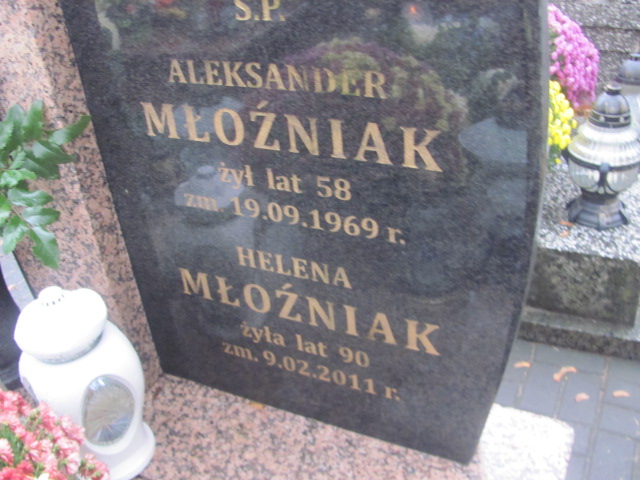 Ś.P.
ALEKSANDER
MŁOŹNIAK
żył lat 58
zm. 19.09.1969 r.
HELENA
MŁOŹNIAK
żyła lat 90
zm. 9.02.2011 r.